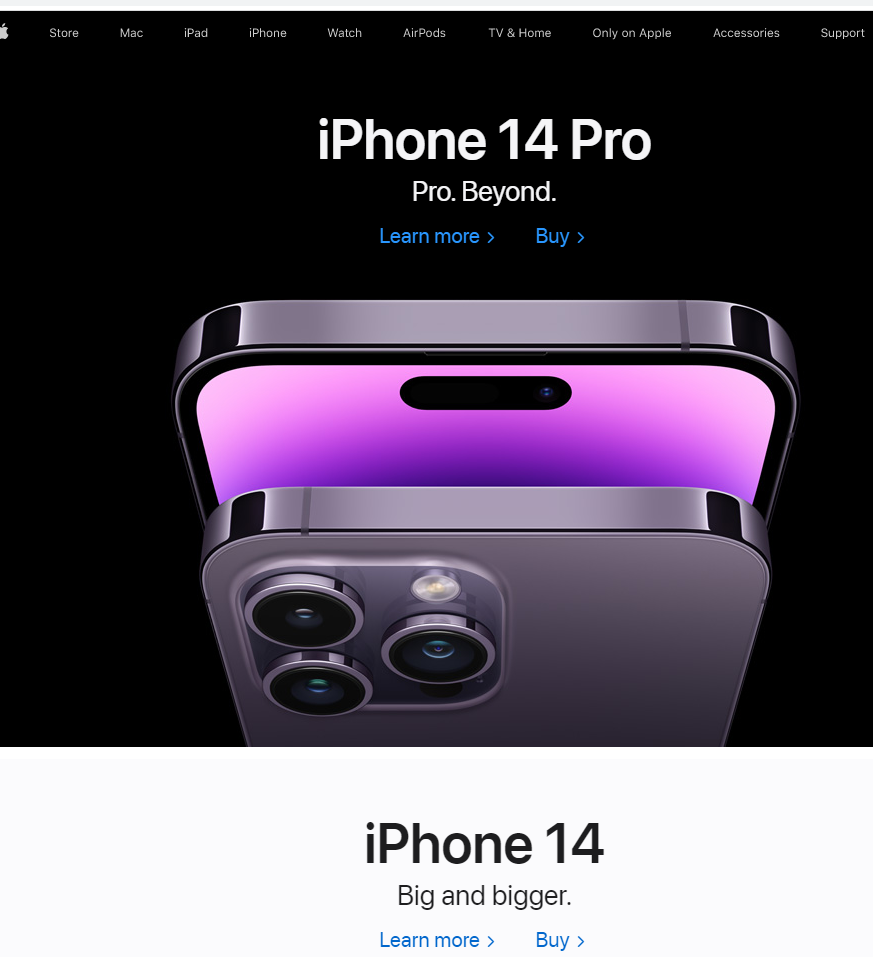 Store Mac iPad iPhone Watch AirPods TV & Home Only on Apple Accessories Support
iPhone 14 Pro
Pro. Beyond.
Learn more > Buy >
iPhone 14
Big and bigger.
Learn more > Buy >